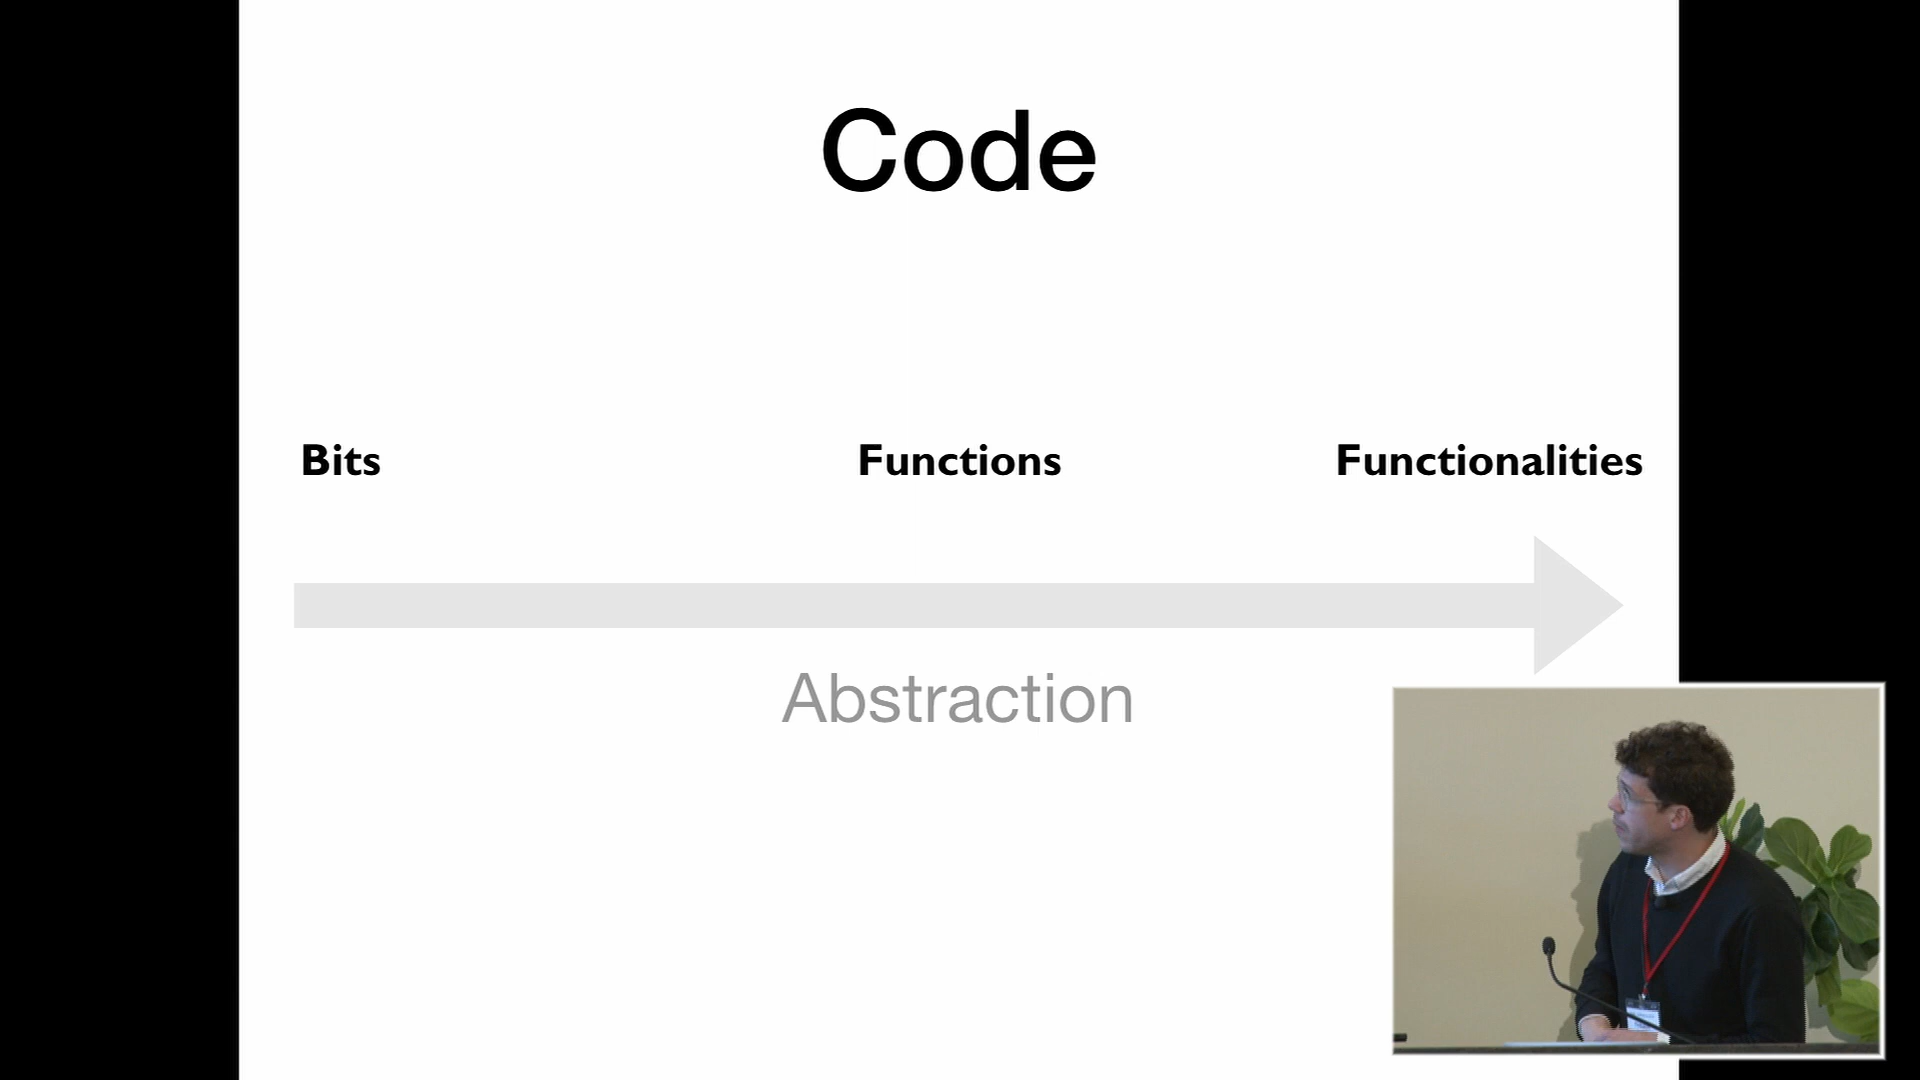 Code
Bits Functions Functionalities
Abstraction